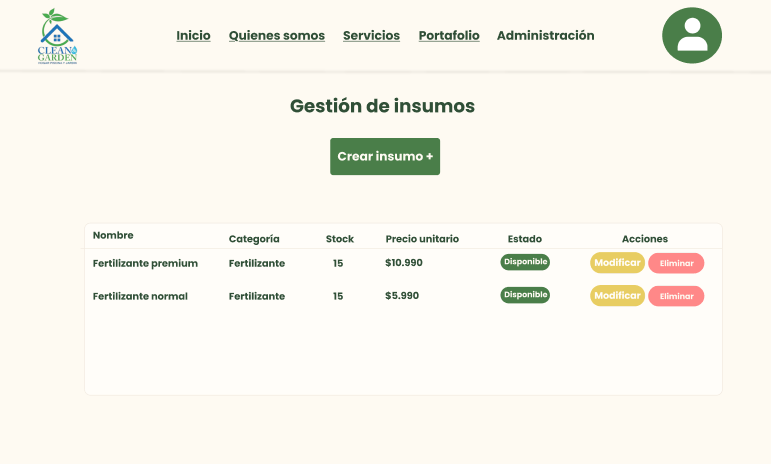 Inicio Quienes somos Servicios Portafolio Administración
CLEAN
GARDEN
Gestión de insumos
Crear insumo +
Nombre Categoría Stock Precio unitario Estado Acciones
Fertilizante premium Fertilizante 15 $10.990 Disponible Modificar Eliminar
Fertilizante normal Fertilizante 15 $5.990 Disponible Modificar Eliminar